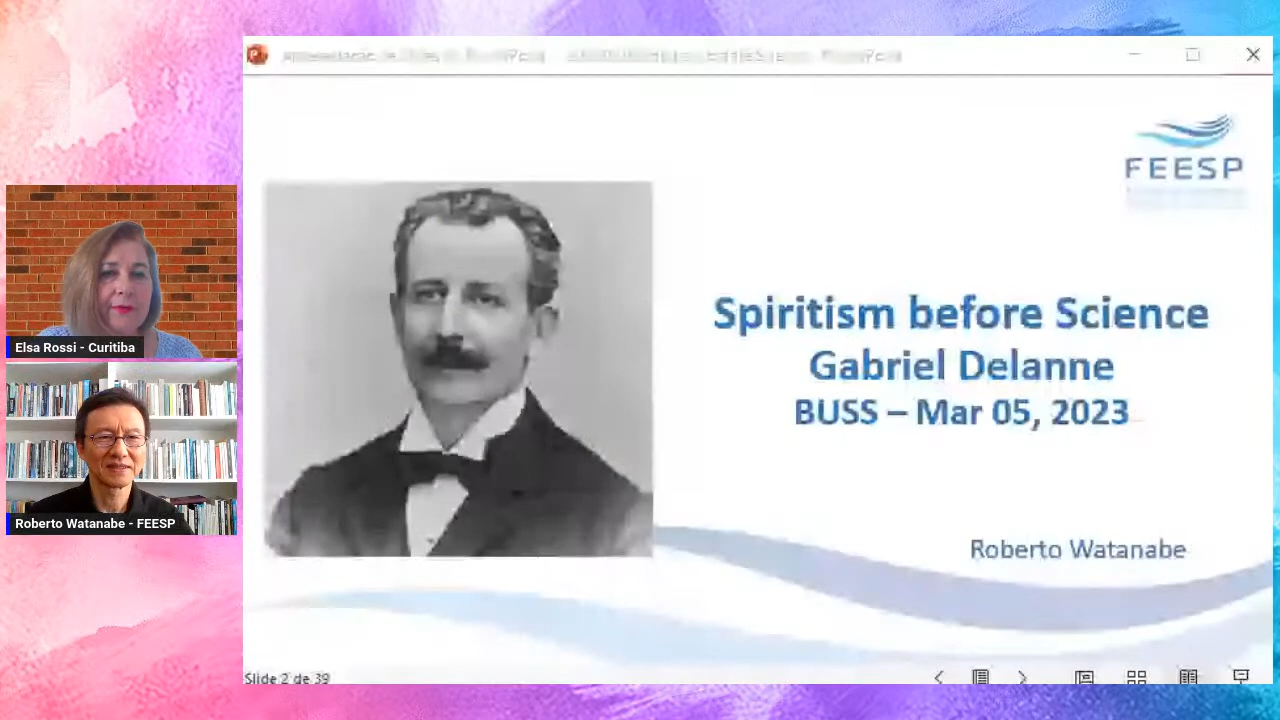 FEESP
Spiritism before Science
Gabriel Delanne
BUSS – Mar 05, 2023
Roberto Watanabe
Slide 2 de 39
Elsa Rossi - Curitiba
Roberto Watanabe - FEESP